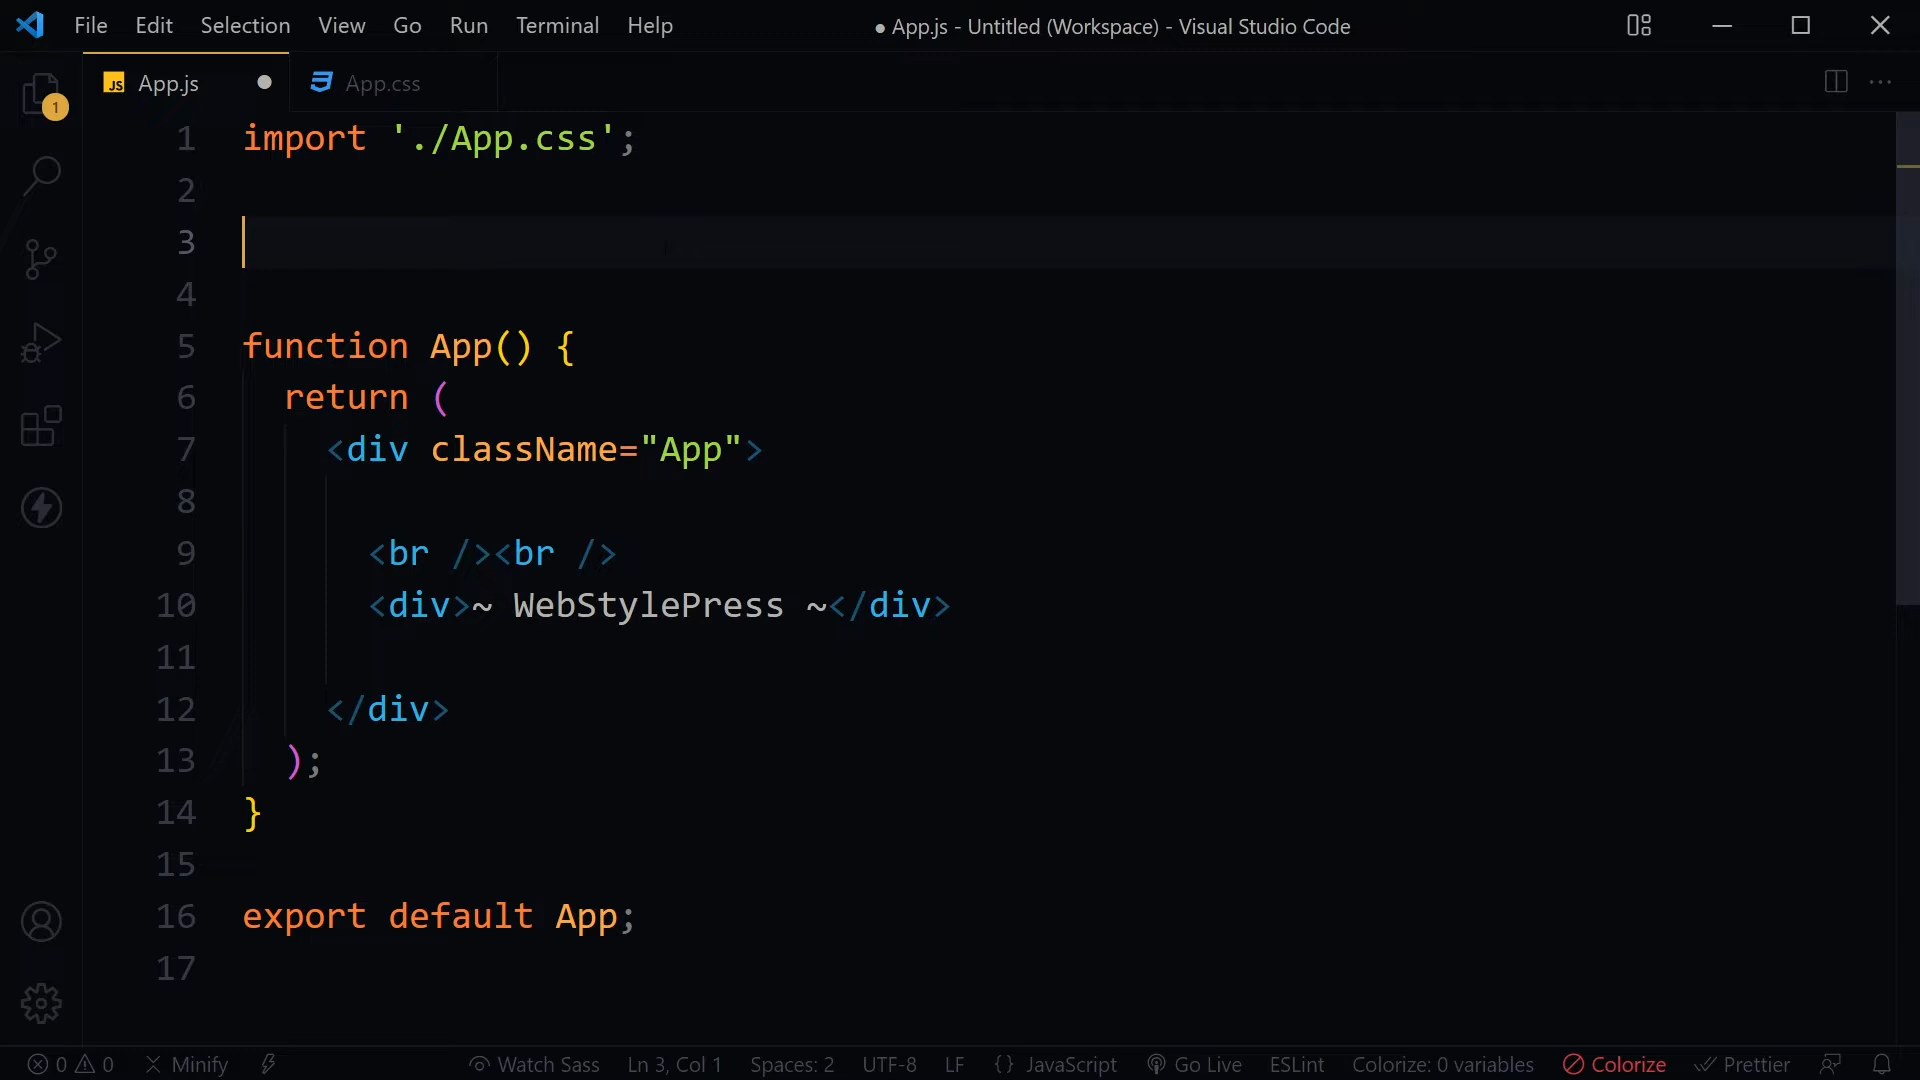 File Edit Selection View Go Run Terminal Help ● App.js - Untitled (Workspace) - Visual Studio Code
JS App.js ● App.css
1
1 import './App.css';
2
3
4
5 function App() {
6 return (
7 <div className="App">
8
9 <br /><br />
10 <div>~ WebStylePress ~</div>
11
12 </div>
13 );
14 }
15
16 export default App;
17
0 0 Minify Watch Sass Ln 3, Col 1 Spaces: 2 UTF-8 LF {} JavaScript Go Live ESLint Colorize: 0 variables Colorize Prettier